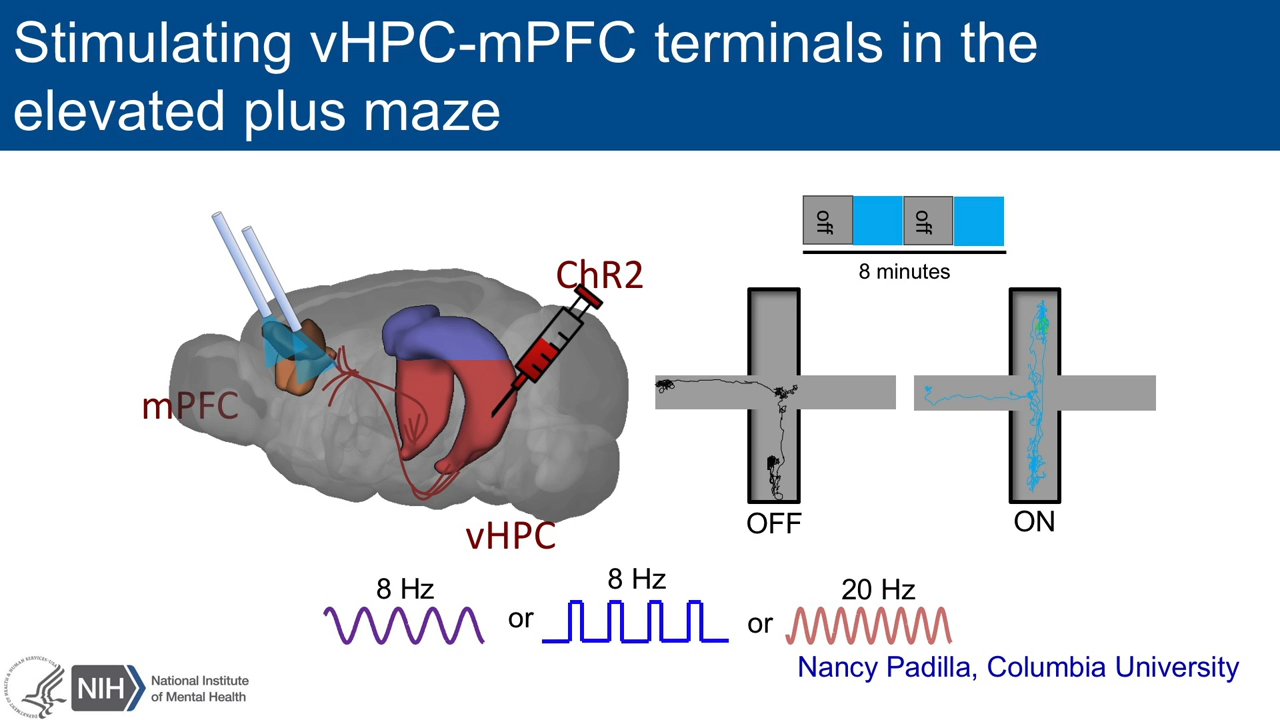 Stimulating vHPC-mPFC terminals in the
elevated plus maze
off
off
8 minutes
ChR2
mPFC
vHPC
OFF
ON
8 Hz
or
8 Hz
or
20 Hz
Nancy Padilla, Columbia University
NIH
National Institute
of Mental Health